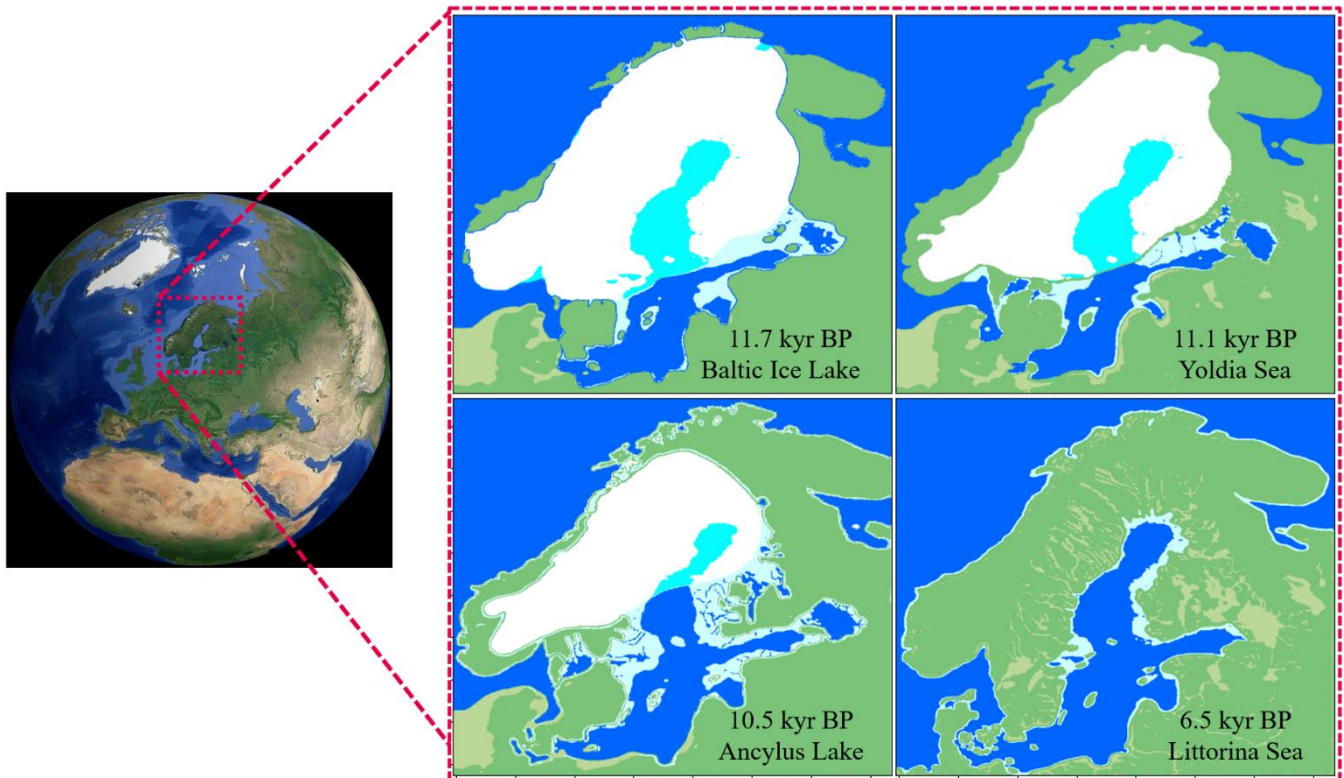 11.7 kyr BP
Baltic Ice Lake
11.1 kyr BP
Yoldia Sea
10.5 kyr BP
Ancylus Lake
6.5 kyr BP
Littorina Sea